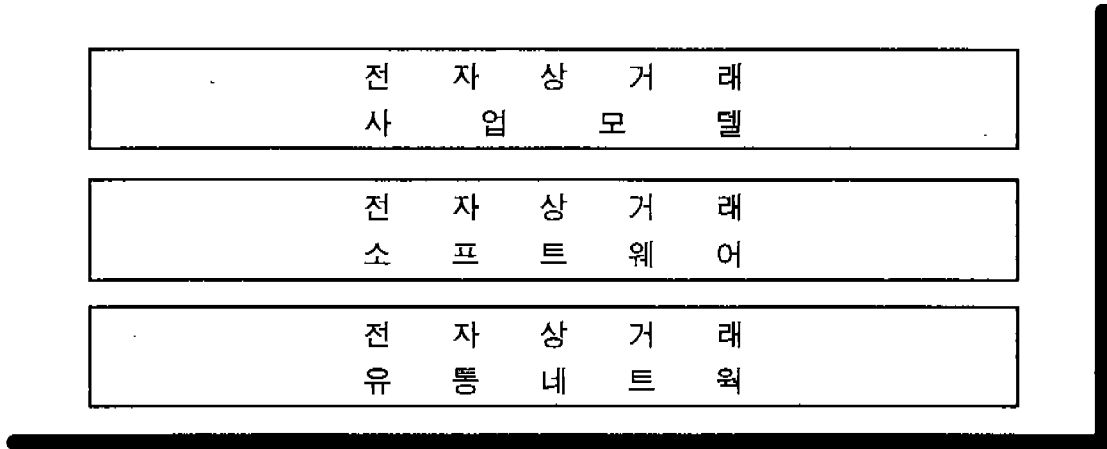 전 자 상 거 래
사 업 모 델
전 자 상 거 래
소 프 트 웨 어
전 자 상 거 래
유 통 네 트 웍